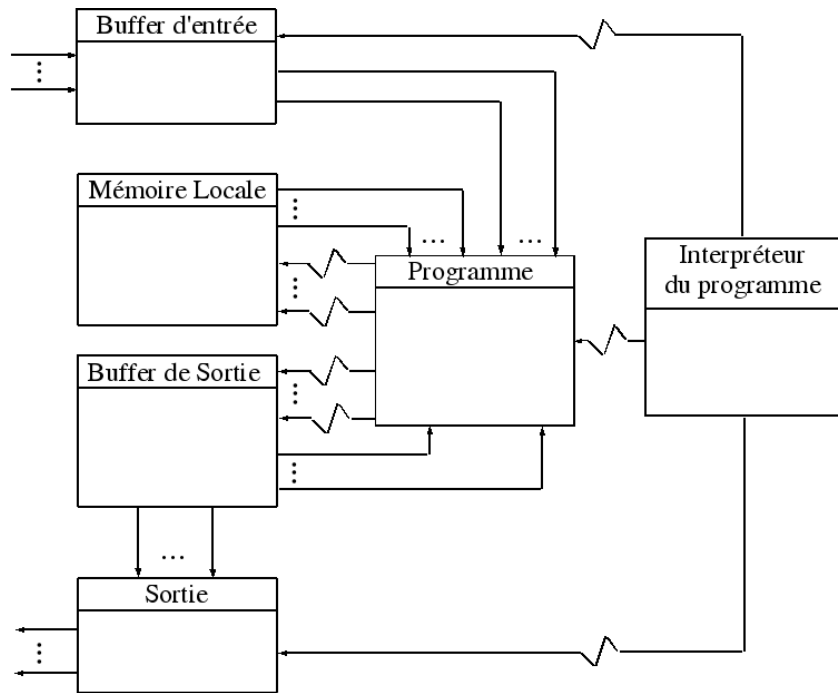 Buffer d'entrée
Mémoire Locale
Programme
Interpréteur
du programme
Buffer de Sortie
Sortie